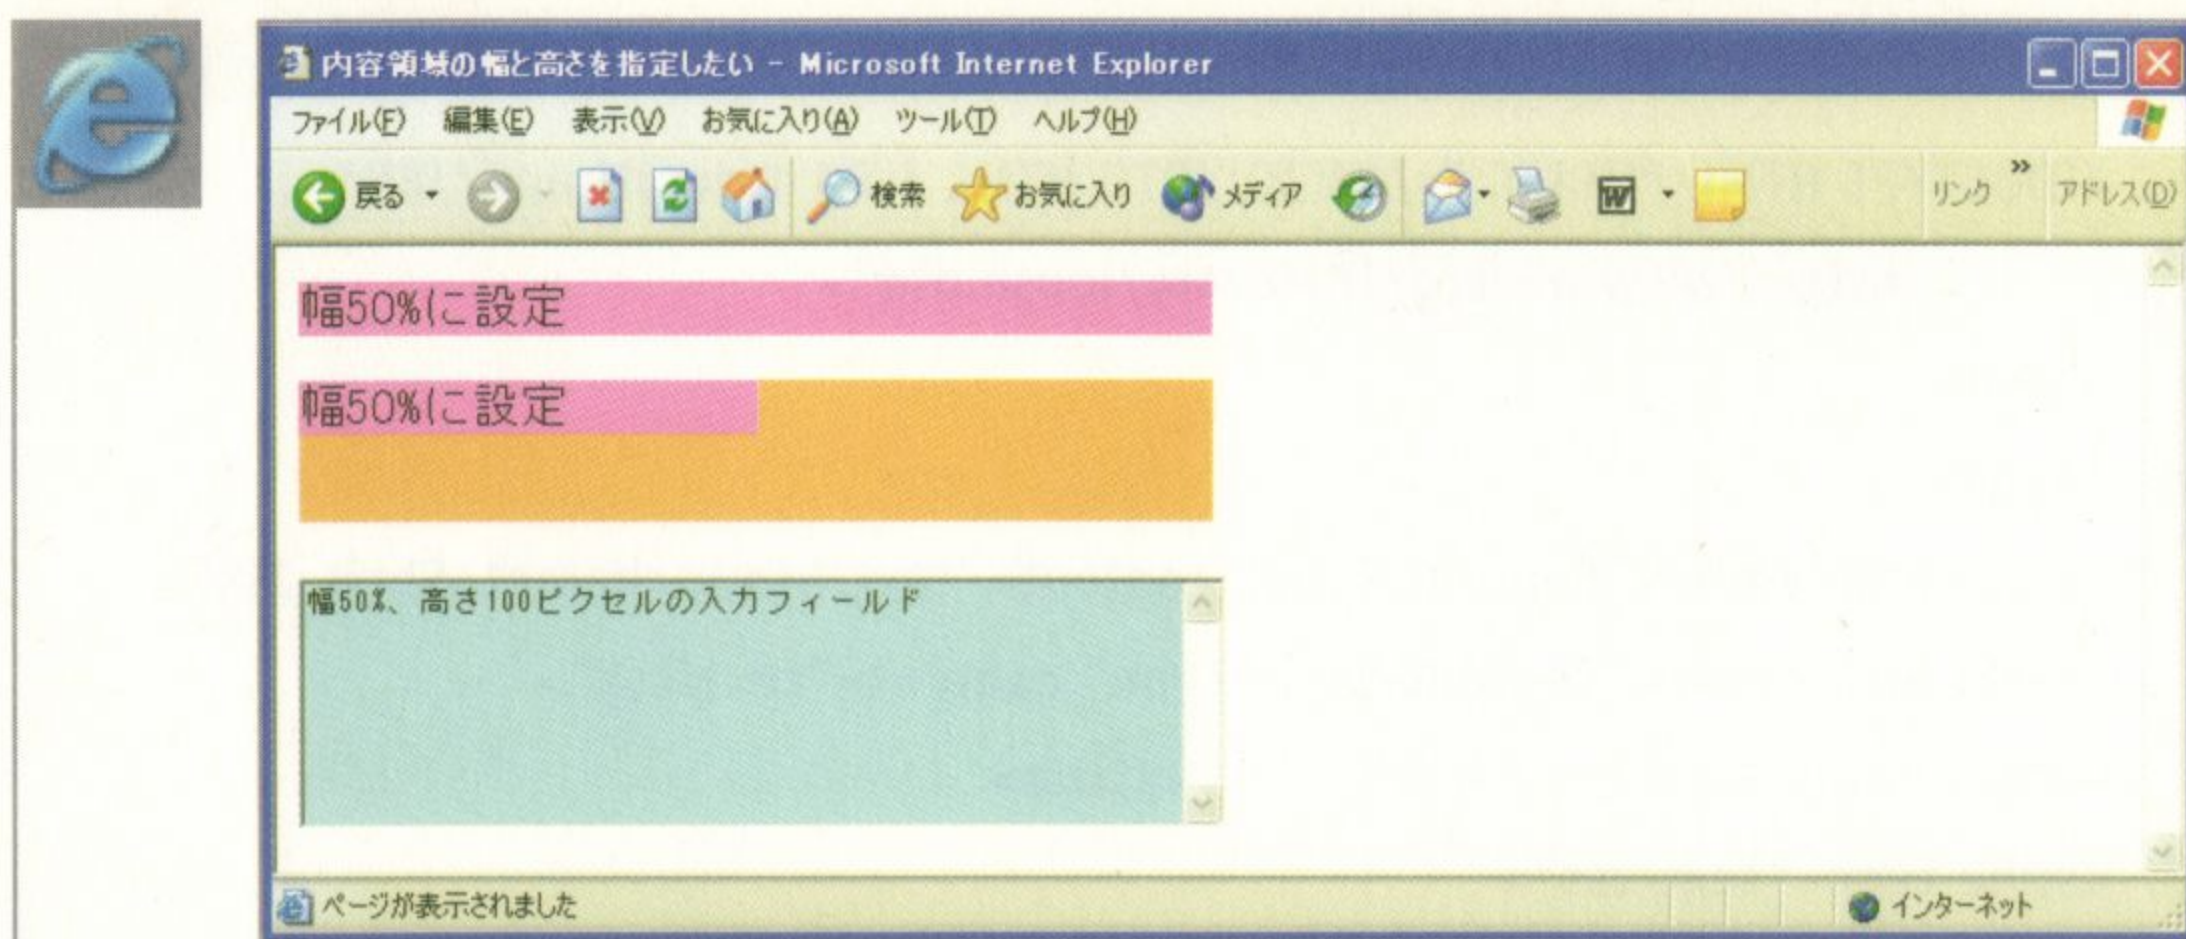 内容領域の幅と高さを指定したい - Microsoft Internet Explorer
ファイル(F) 編集(E) 表示(V) お気に入り(A) ツール(T) ヘルプ(H)
戻る 検索 お気に入り メディア リンク » アドレス(D)
幅50%に設定
幅50%に設定
幅50%、高さ100ピクセルの入力フィールド
ページが表示されました インターネット